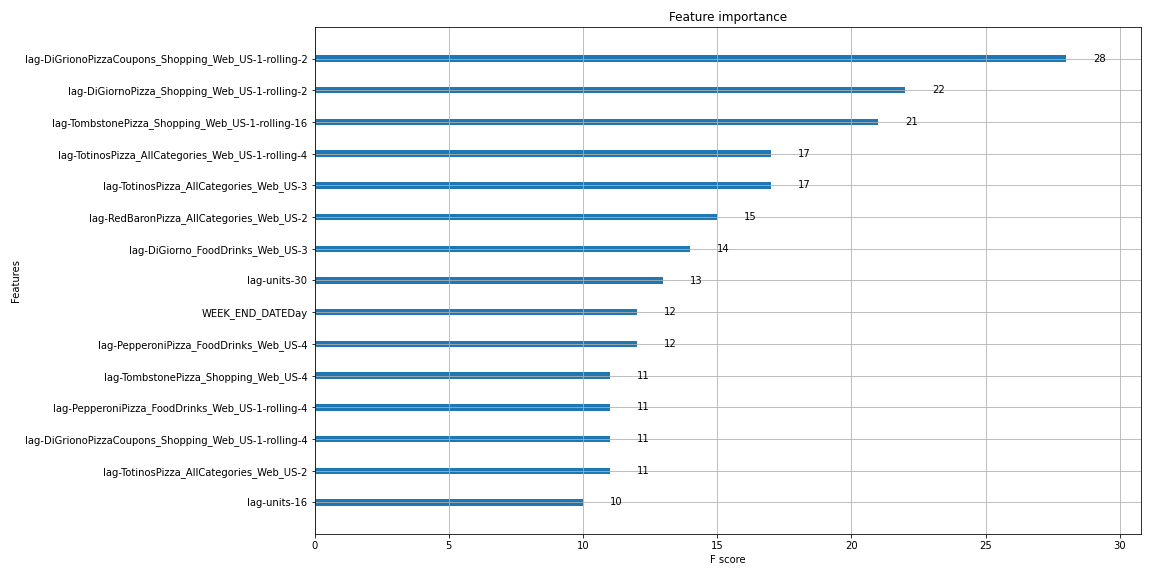 Feature importance
Features
lag-DiGrionoPizzaCoupons_Shopping_Web_US-1-rolling-2 28
lag-DiGiornoPizza_Shopping_Web_US-1-rolling-2 22
lag-TombstonePizza_Shopping_Web_US-1-rolling-16 21
lag-TotinosPizza_AllCategories_Web_US-1-rolling-4 17
lag-TotinosPizza_AllCategories_Web_US-3 17
lag-RedBaronPizza_AllCategories_Web_US-2 15
lag-DiGiorno_FoodDrinks_Web_US-3 14
lag-units-30 13
WEEK_END_DATEDay 12
lag-PepperoniPizza_FoodDrinks_Web_US-4 12
lag-TombstonePizza_Shopping_Web_US-4 11
lag-PepperoniPizza_FoodDrinks_Web_US-1-rolling-4 11
lag-DiGrionoPizzaCoupons_Shopping_Web_US-1-rolling-4 11
lag-TotinosPizza_AllCategories_Web_US-2 11
lag-units-16 10
0 5 10 15 20 25 30
F score